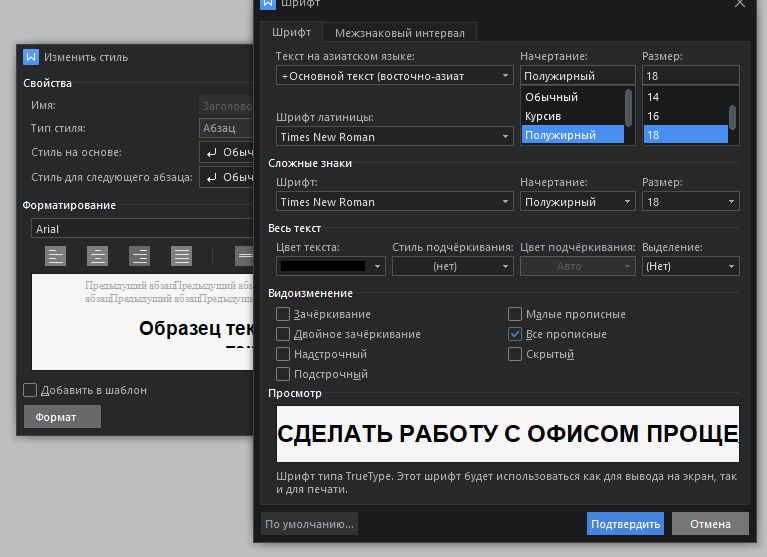 Шрифт
Шрифт
Межзнаковый интервал
Текст на азиатском языке:
Начертание:
Размер:
+Основной текст (восточно-азиат
Полужирный
18
Обычный
Курсив
Полужирный
14
16
18
Шрифт латиницы:
Times New Roman
Сложные знаки
Шрифт:
Начертание:
Размер:
Times New Roman
Полужирный
18
Весь текст
Цвет текста:
Стиль подчёркивания:
Цвет подчёркивания:
Выделение:
(нет)
Авто
(Нет)
Видоизменение
Зачёркивание
Малые прописные
Двойное зачёркивание
Все прописные
Надстрочный
Скрытый
Подстрочный
Просмотр
СДЕЛАТЬ РАБОТУ С ОФИСОМ ПРОЩЕ
Шрифт типа TrueType. Этот шрифт будет использоваться как для вывода на экран, так
и для печати.
По умолчанию...
Подтвердить
Отмена
Изменить стиль
Свойства
Имя:
Заголово
Тип стиля:
Абзац
Стиль на основе:
Обыч
Стиль для следующего абзаца:
Обыч
Форматирование
Arial
Предыдущий абзацПредыдущий
абзацПредыдущий абзацПредыдущ
Образец тек
Добавить в шаблон
Формат